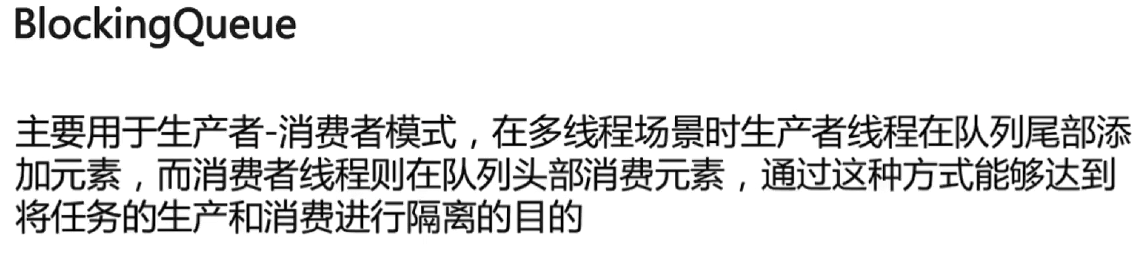 BlockingQueue
主要用于生产者-消费者模式，在多线程场景时生产者线程在队列尾部添
加元素，而消费者线程则在队列头部消费元素，通过这种方式能够达到
将任务的生产和消费进行隔离的目的